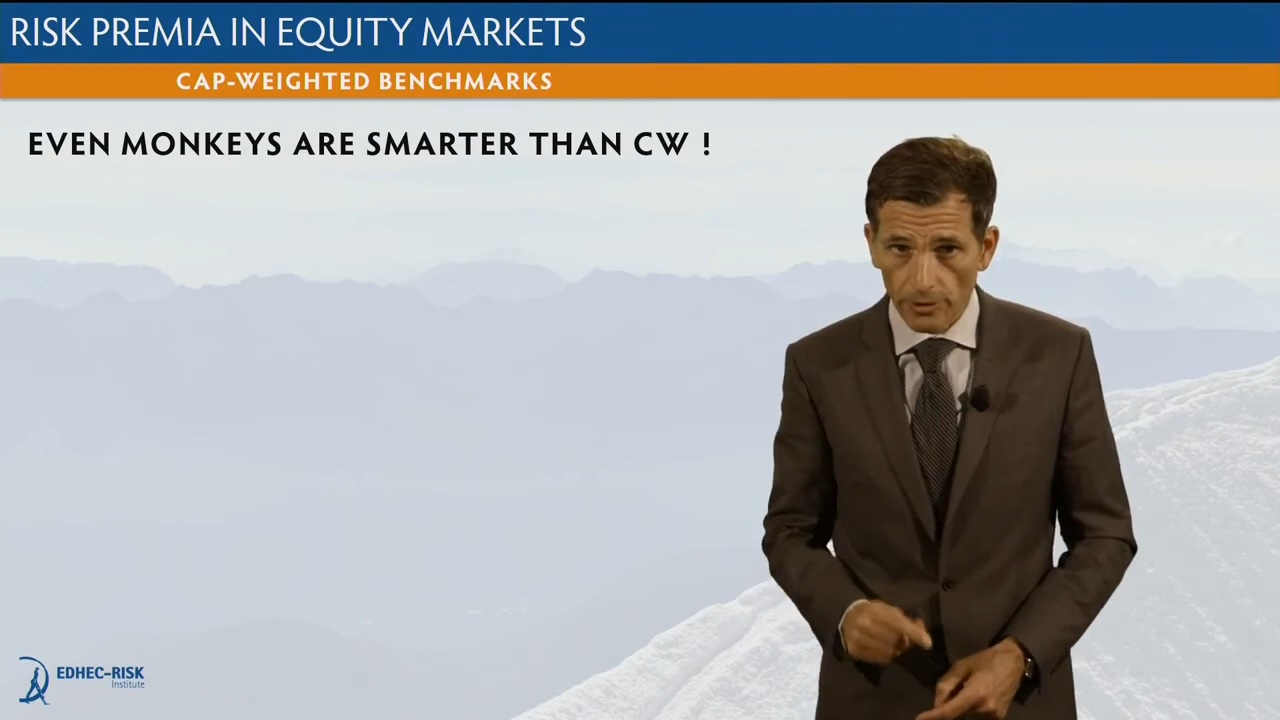 RISK PREMIA IN EQUITY MARKETS
CAP-WEIGHTED BENCHMARKS
EVEN MONKEYS ARE SMARTER THAN CW !
EDHEC-RISK
Institute